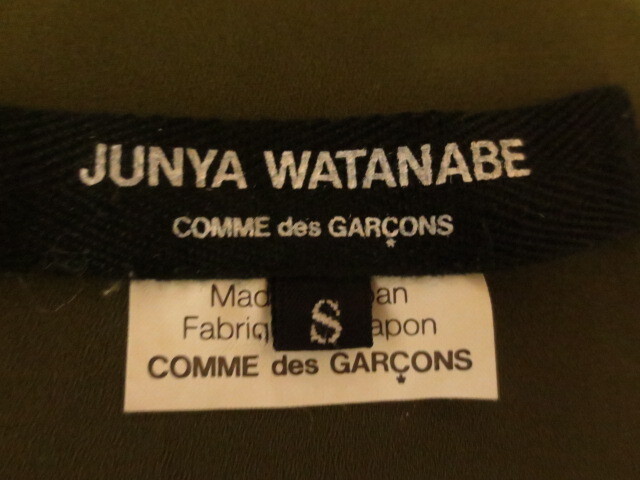 JUNYA WATANABE
COMME des GARÇONS
S
COMME des GARÇONS